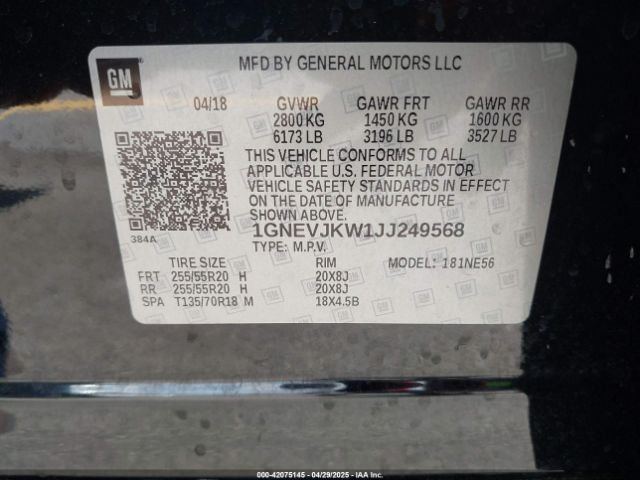 GM
MFD BY GENERAL MOTORS LLC
04/18 GVWR GAWR FRT GAWR RR
2800 KG 1450 KG 1600 KG
6173 LB 3196 LB 3527 LB
THIS VEHICLE CONFORMS TO ALL
APPLICABLE U.S. FEDERAL MOTOR
VEHICLE SAFETY STANDARDS IN EFFECT
ON THE DATE OF MANUFACTURE
SHOWN ABOVE.
384A
1GNEVJKW1JJ249568
TYPE: M.P.V.
TIRE SIZE RIM MODEL: 181NE56
FRT 255/55R20 H 20X8J
RR 255/55R20 H 20X8J
SPA T135/70R18 M 18X4.5B
000-42075145 - 04/29/2025 - IAAI.COM